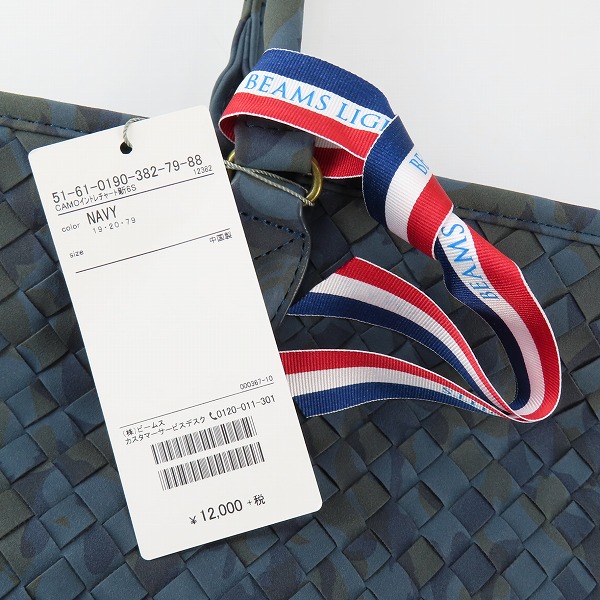 BEAMS LIGH
BEAMS
51-61-0190-382-79-88
12362
CAMOイントレチャート柄6S
color NAVY
19・20・79
size
中国製
000367-10
(株)ビームス
カスタマーサービスデスク 0120-011-301
¥ 12,000 +税